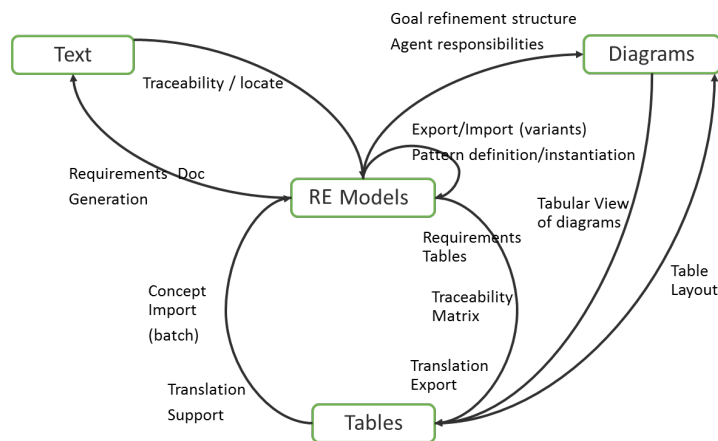 Goal refinement structure
Agent responsibilities
Text
Diagrams
Traceability / locate
Export/Import (variants)
Pattern definition/instantiation
Requirements Doc
Generation
RE Models
Tabular View
of diagrams
Requirements
Tables
Table
Layout
Concept
Import
(batch)
Traceability
Matrix
Translation
Export
Translation
Support
Tables